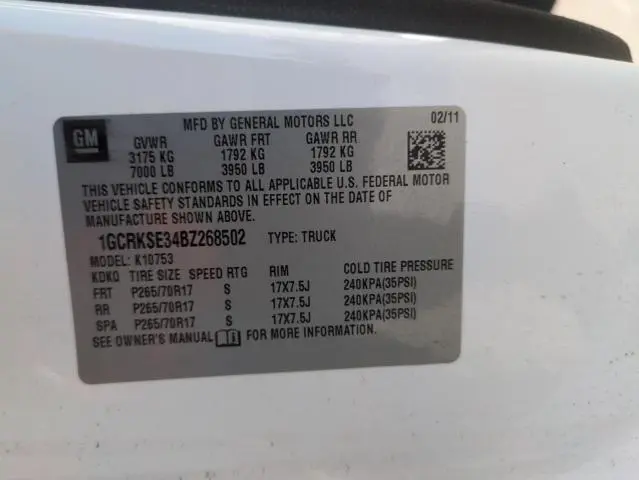 GM
MFD BY GENERAL MOTORS LLC 02/11
GVWR GAWR FRT GAWR RR
3175 KG 1792 KG 1792 KG
7000 LB 3950 LB 3950 LB
THIS VEHICLE CONFORMS TO ALL APPLICABLE U.S. FEDERAL MOTOR
VEHICLE SAFETY STANDARDS IN EFFECT ON THE DATE OF
MANUFACTURE SHOWN ABOVE.
1GCRKSE34BZ268502 TYPE: TRUCK
MODEL: K10753
KDKO TIRE SIZE SPEED RTG RIM COLD TIRE PRESSURE
FRT P265/70R17 S 17X7.5J 240KPA(35PSI)
RR P265/70R17 S 17X7.5J 240KPA(35PSI)
SPA P265/70R17 S 17X7.5J 240KPA(35PSI)
SEE OWNER'S MANUAL FOR MORE INFORMATION.